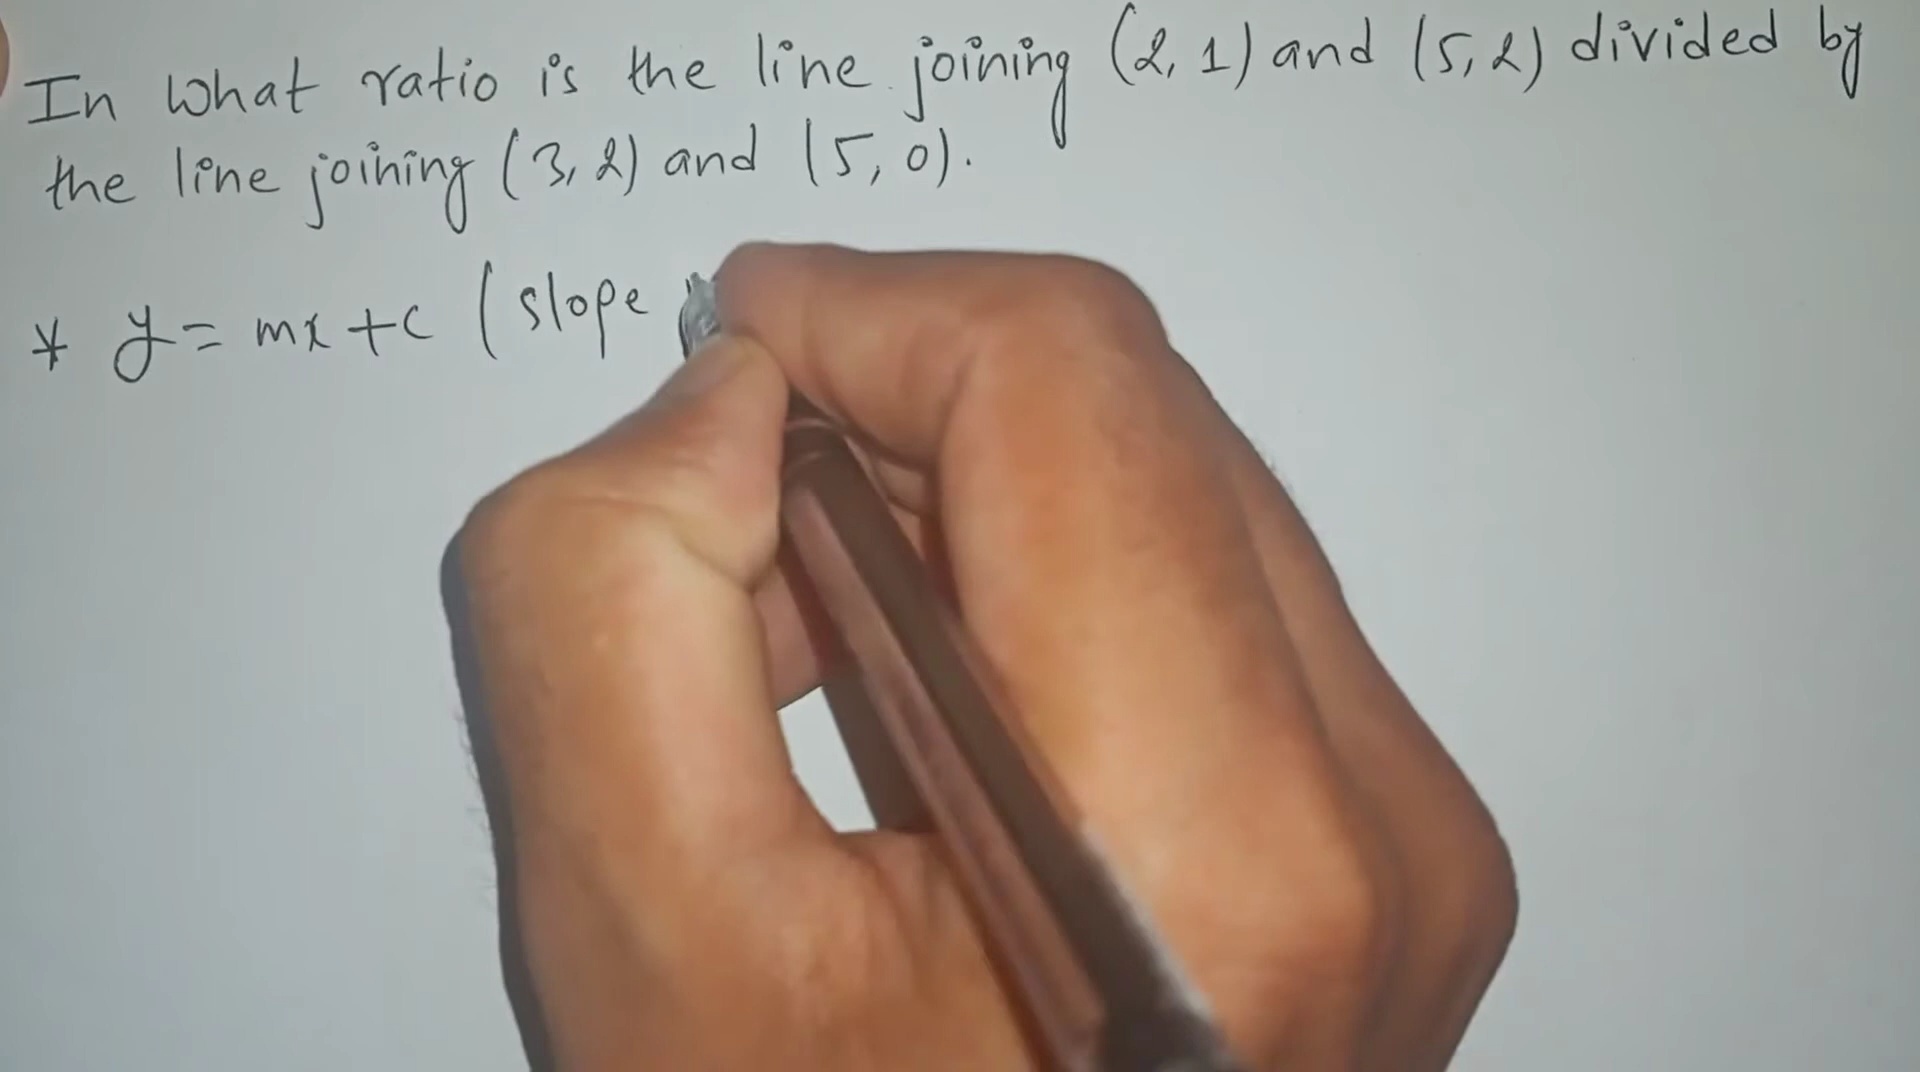 In what ratio is the line joining (2, 1) and (5, 2) divided by
the line joining (3, 2) and (5, 0).
* y = mx + c (slope